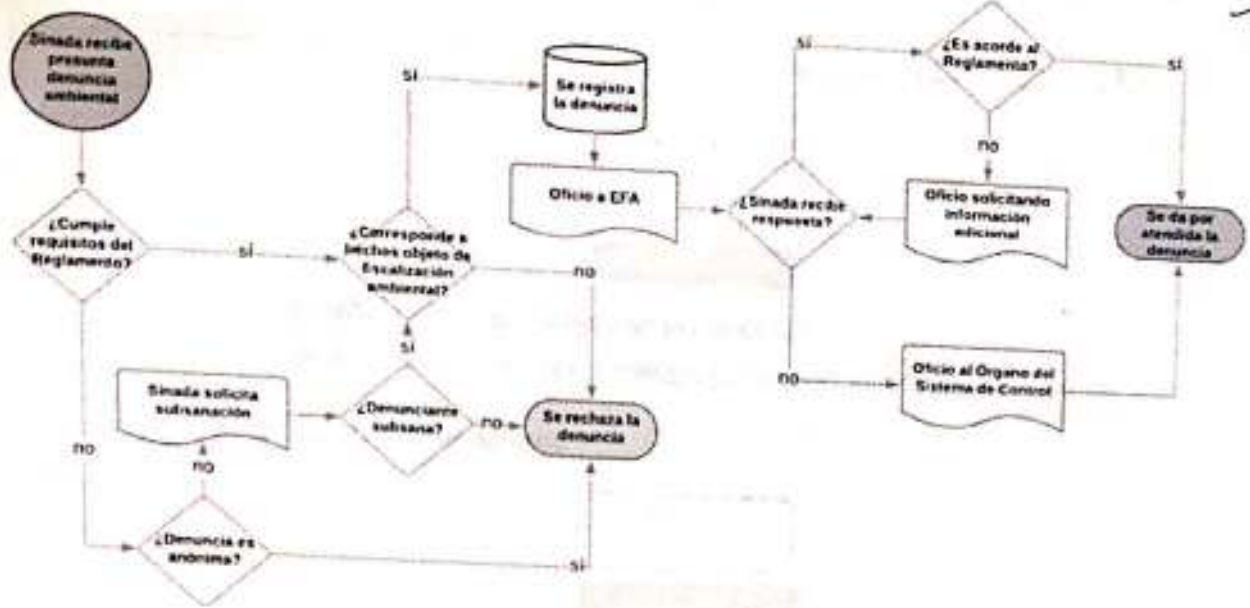 Sinada recibe
presunta
denuncia
ambiental
¿Cumple
requisitos del
Reglamento?
sí
no
¿Corresponde a
hechos objeto de
fiscalización
ambiental?
sí
no
Se registra
la denuncia
Oficio a EFA
¿Sinada recibe
respuesta?
sí
no
¿Es acorde al
Reglamento?
sí
no
Oficio solicitando
información
adicional
Se da por
atendida la
denuncia
Oficio al Órgano del
Sistema de Control
Sinada solicita
subsanación
¿Denunciante
subsana?
sí
no
Se rechaza la
denuncia
¿Denuncia es
anónima?
no
sí